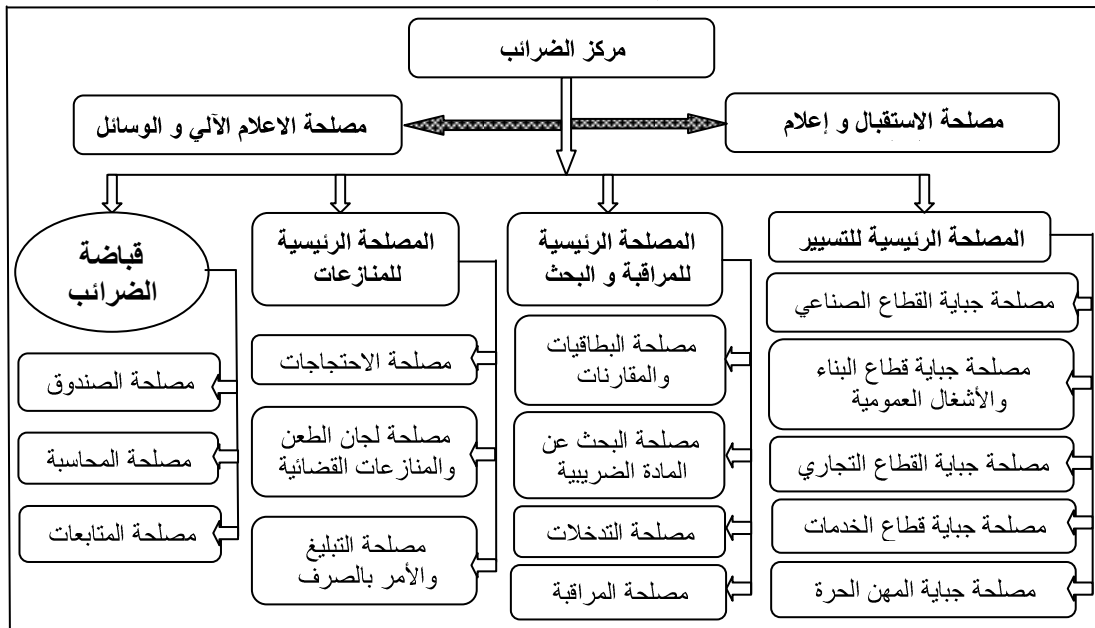 مركز الضرائب
مصلحة الاستقبال و إعلام
مصلحة الاعلام الآلي و الوسائل
المصلحة الرئيسية للتسيير
مصلحة جباية القطاع الصناعي
مصلحة جباية قطاع البناء
والأشغال العمومية
مصلحة جباية القطاع التجاري
مصلحة جباية قطاع الخدمات
مصلحة جباية المهن الحرة
المصلحة الرئيسية
للمراقبة و البحث
مصلحة البطاقيات
والمقارنات
مصلحة البحث عن
المادة الضريبية
مصلحة التدخلات
مصلحة المراقبة
المصلحة الرئيسية
للمنازعات
مصلحة الاحتجاجات
مصلحة لجان الطعن
والمنازعات القضائية
مصلحة التبليغ
والأمر بالصرف
قباضة
الضرائب
مصلحة الصندوق
مصلحة المحاسبة
مصلحة المتابعات